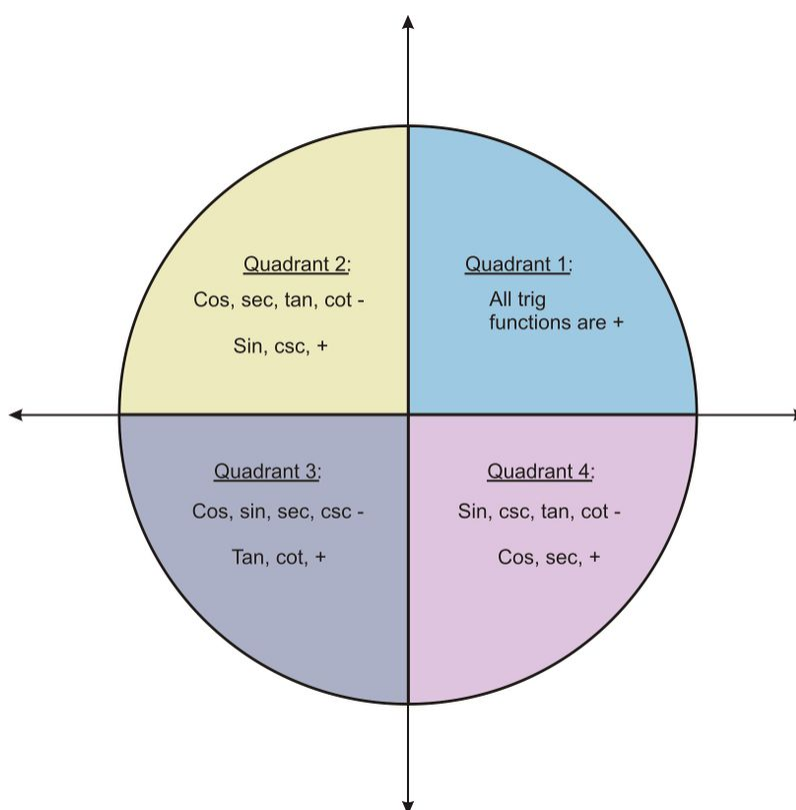 Quadrant 2:
Cos, sec, tan, cot -
Sin, csc, +
Quadrant 1:
All trig
functions are +
Quadrant 3:
Cos, sin, sec, csc -
Tan, cot, +
Quadrant 4:
Sin, csc, tan, cot -
Cos, sec, +